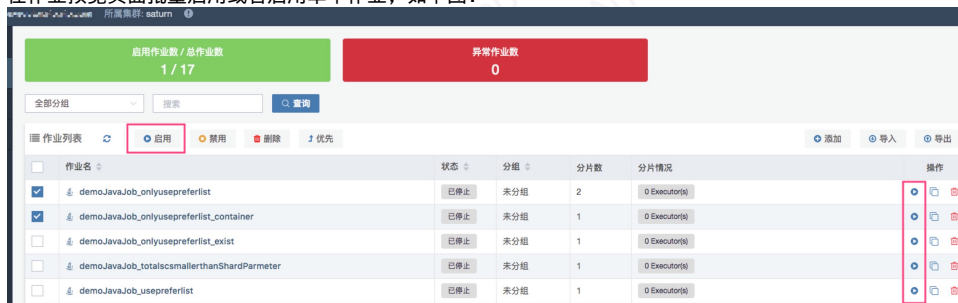 在作业预览页面批量启用或者启用单个作业，如下图：
所属集群: saturn
启用作业数 / 总作业数
1 / 17
异常作业数
0
全部分组 搜索 查询
作业列表 启用 禁用 删除 优先 添加 导入 导出
作业名 状态 分组 分片数 分片情况 操作
demoJavaJob_onlyusepreferlist 已停止 未分组 2 0 Executor(s)
demoJavaJob_onlyusepreferlist_container 已停止 未分组 1 0 Executor(s)
demoJavaJob_onlyusepreferlist_exist 已停止 未分组 1 0 Executor(s)
demoJavaJob_totalscsmallerthanShardParmeter 已停止 未分组 1 0 Executor(s)
demoJavaJob_usepreferlist 已停止 未分组 1 0 Executor(s)